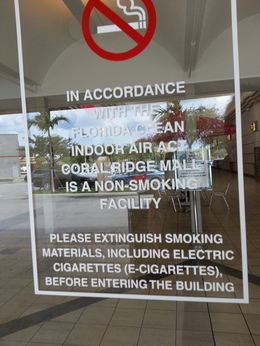 IN ACCORDANCE
WITH THE
FLORIDA CLEAN
INDOOR AIR ACT
CORAL RIDGE MALL
IS A NON-SMOKING
FACILITY
PLEASE EXTINGUISH SMOKING
MATERIALS, INCLUDING ELECTRIC
CIGARETTES (E-CIGARETTES),
BEFORE ENTERING THE BUILDING